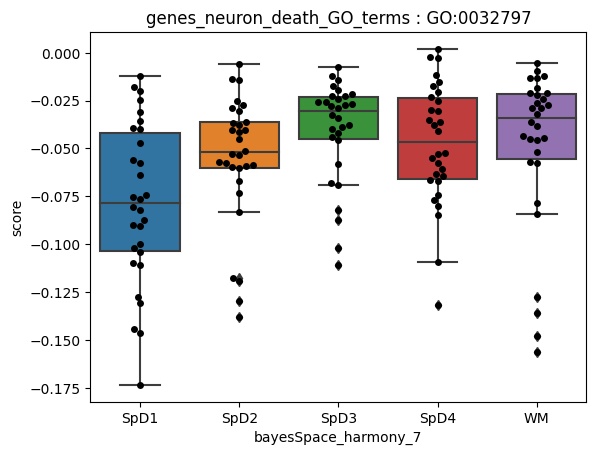 genes_neuron_death_GO_terms : GO:0032797
score
0.000
−0.025
−0.050
−0.075
−0.100
−0.125
−0.150
−0.175
SpD1 SpD2 SpD3 SpD4 WM
bayesSpace_harmony_7